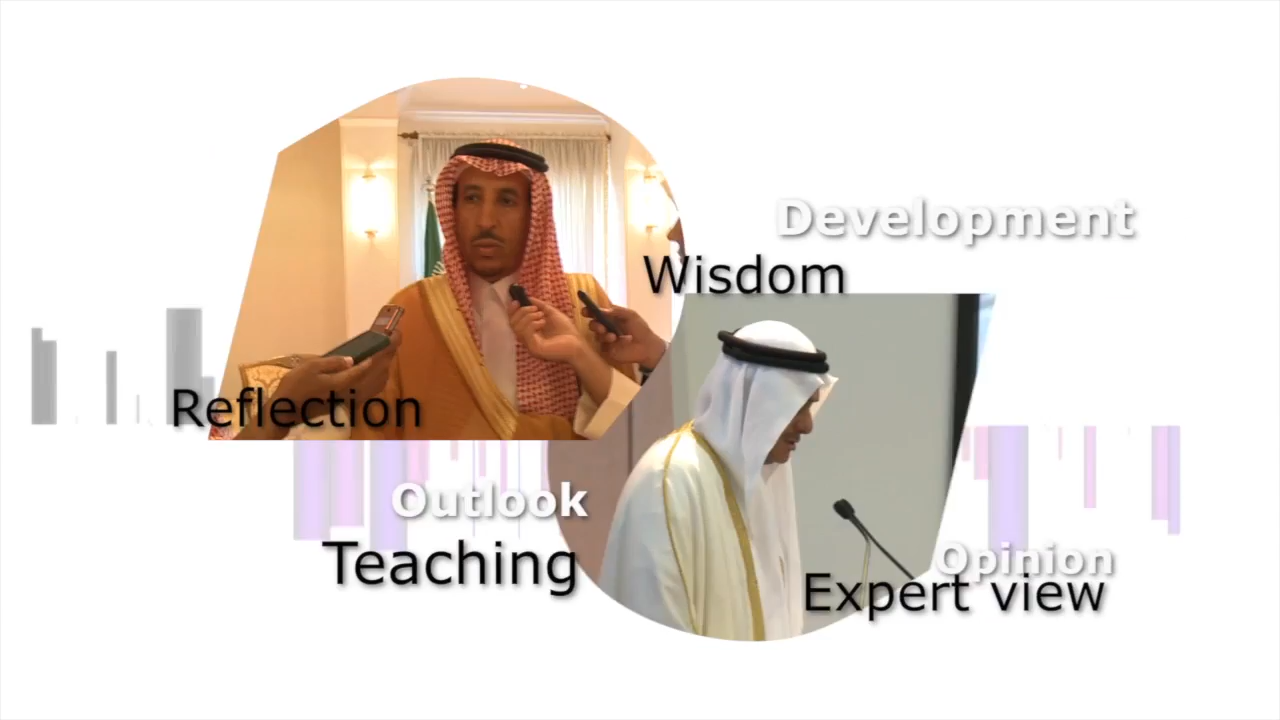 Development
Wisdom
Reflection
Outlook
Teaching
Opinion
Expert view